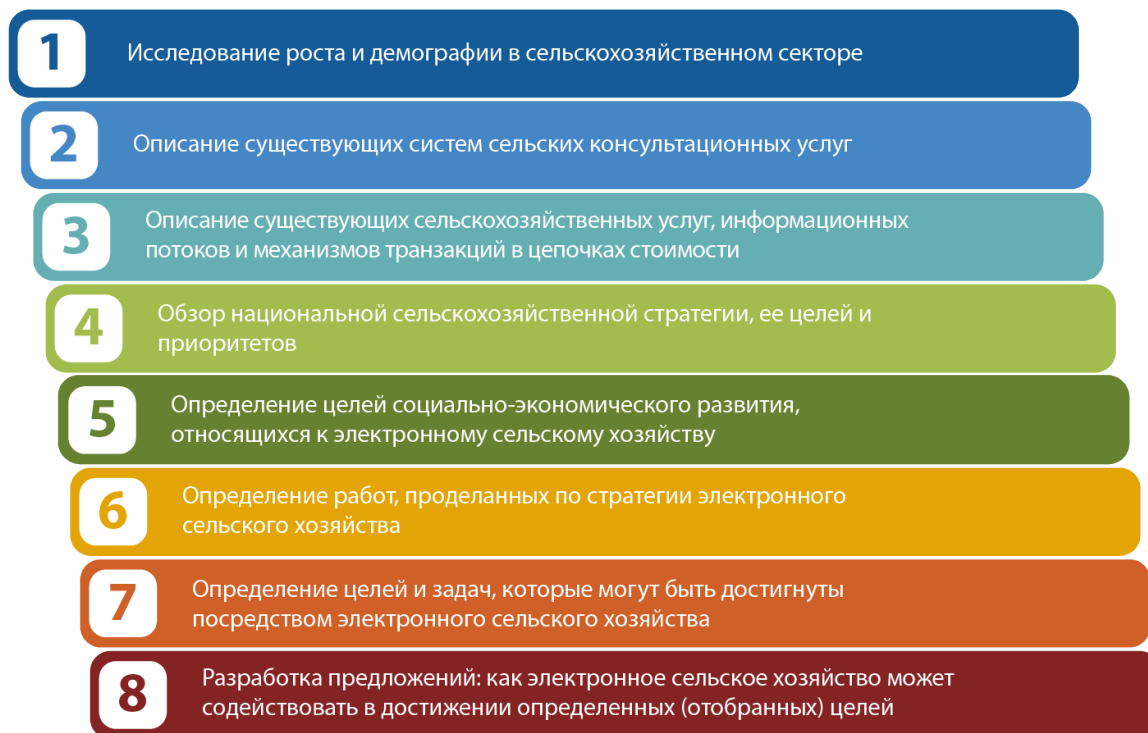 1
Исследование роста и демографии в сельскохозяйственном секторе
2
Описание существующих систем сельских консультационных услуг
3
Описание существующих сельскохозяйственных услуг, информационных
потоков и механизмов транзакций в цепочках стоимости
4
Обзор национальной сельскохозяйственной стратегии, ее целей и
приоритетов
5
Определение целей социально-экономического развития,
относящихся к электронному сельскому хозяйству
6
Определение работ, проделанных по стратегии электронного
сельского хозяйства
7
Определение целей и задач, которые могут быть достигнуты
посредством электронного сельского хозяйства
8
Разработка предложений: как электронное сельское хозяйство может
содействовать в достижении определенных (отобранных) целей